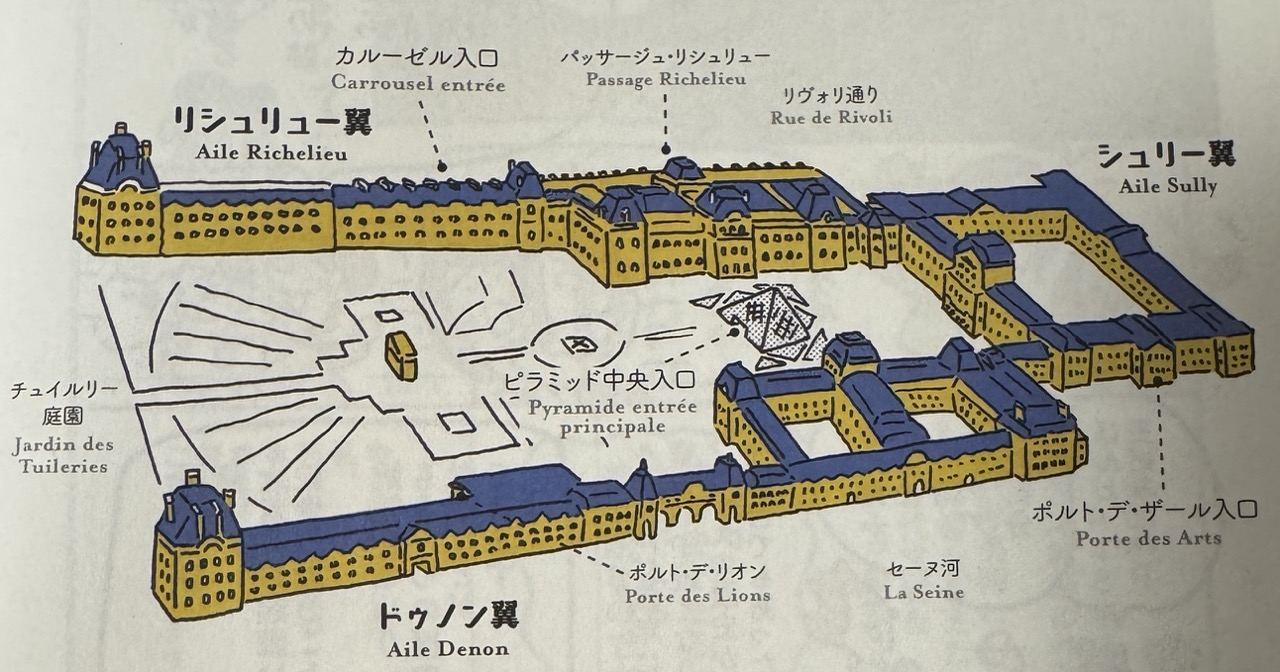 カルーゼル入口
Carrousel entrée
パッサージュ・リシュリュー
Passage Richelieu
リヴォリ通り
Rue de Rivoli
リシュリュー翼
Aile Richelieu
シュリー翼
Aile Sully
チュイルリー
庭園
Jardin des
Tuileries
ピラミッド中央入口
Pyramide entrée
principale
ポルト・デ・ザール入口
Porte des Arts
ポルト・デ・リオン
Porte des Lions
セーヌ河
La Seine
ドゥノン翼
Aile Denon